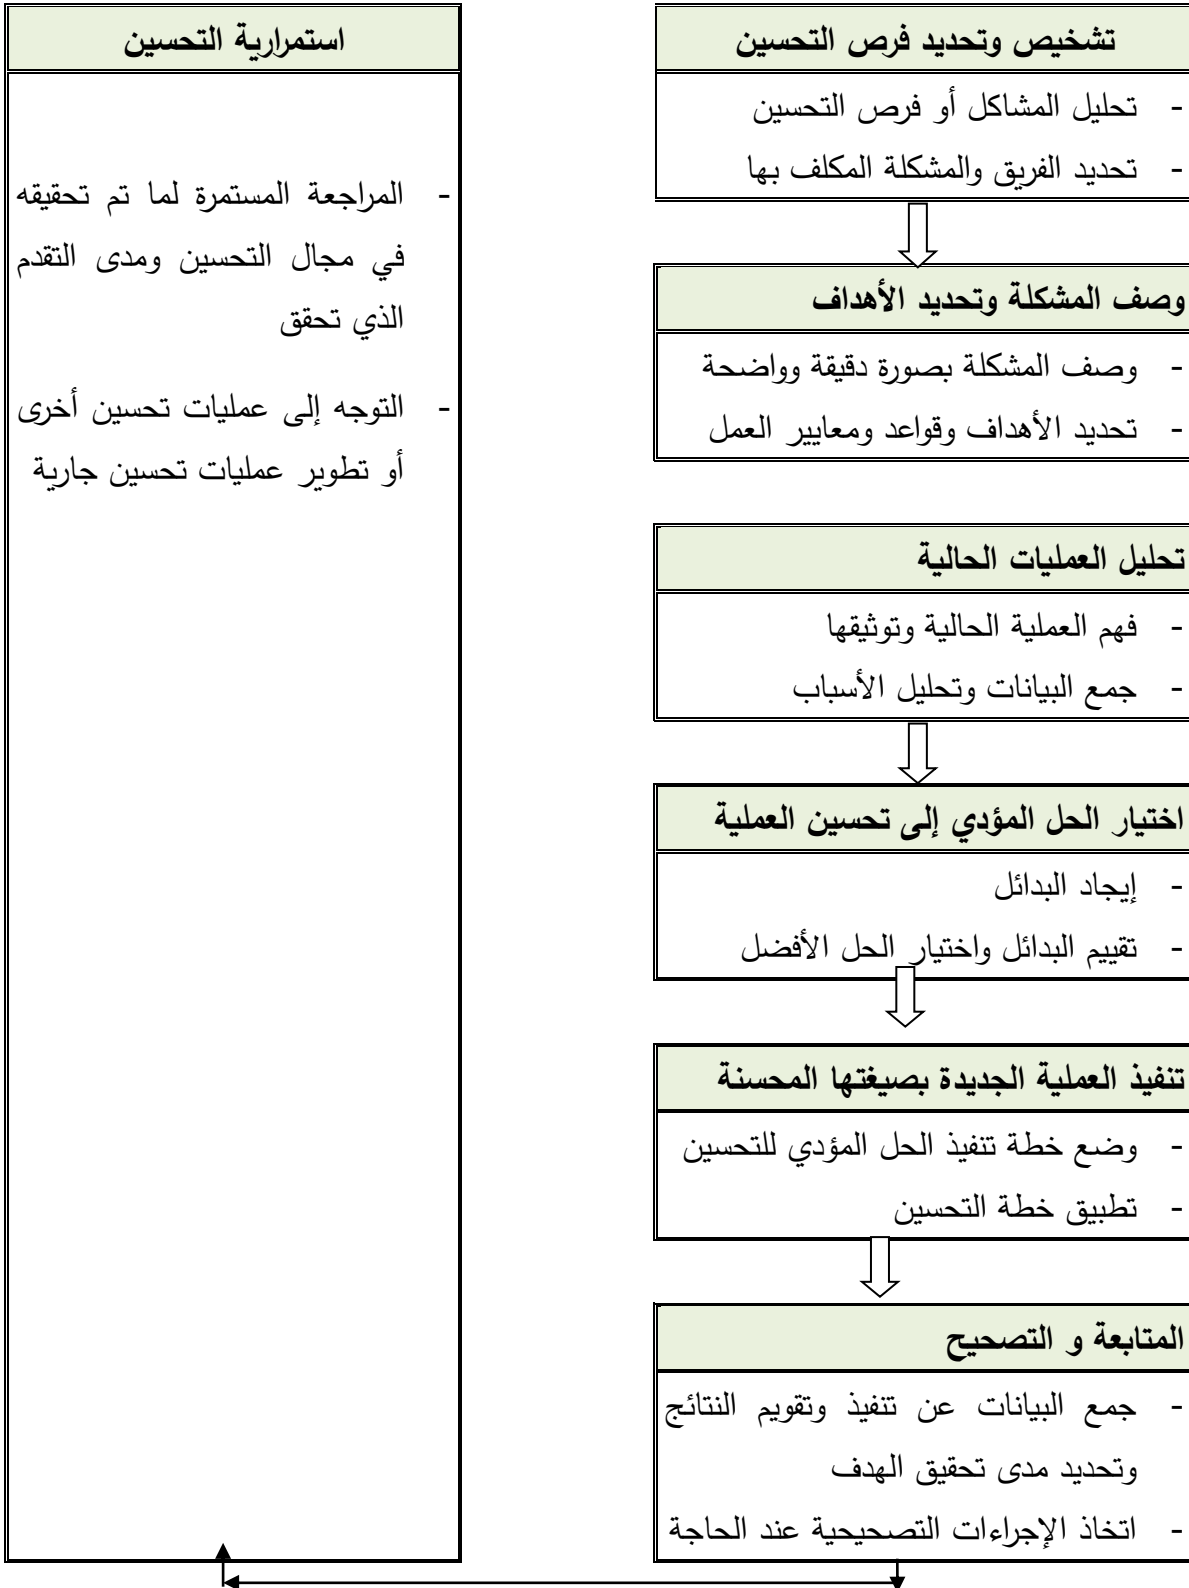 تشخيص وتحديد فرص التحسين
- تحليل المشاكل أو فرص التحسين
- تحديد الفريق والمشكلة المكلف بها
وصف المشكلة وتحديد الأهداف
- وصف المشكلة بصورة دقيقة وواضحة
- تحديد الأهداف وقواعد ومعايير العمل
تحليل العمليات الحالية
- فهم العملية الحالية وتوثيقها
- جمع البيانات وتحليل الأسباب
اختيار الحل المؤدي إلى تحسين العملية
- إيجاد البدائل
- تقييم البدائل واختيار الحل الأفضل
تنفيذ العملية الجديدة بصيغتها المحسنة
- وضع خطة تنفيذ الحل المؤدي للتحسين
- تطبيق خطة التحسين
المتابعة و التصحيح
- جمع البيانات عن تنفيذ وتقويم النتائج
وتحديد مدى تحقيق الهدف
- اتخاذ الإجراءات التصحيحية عند الحاجة
استمرارية التحسين
- المراجعة المستمرة لما تم تحقيقه
في مجال التحسين ومدى التقدم
الذي تحقق
- التوجه إلى عمليات تحسين أخرى
أو تطوير عمليات تحسين جارية